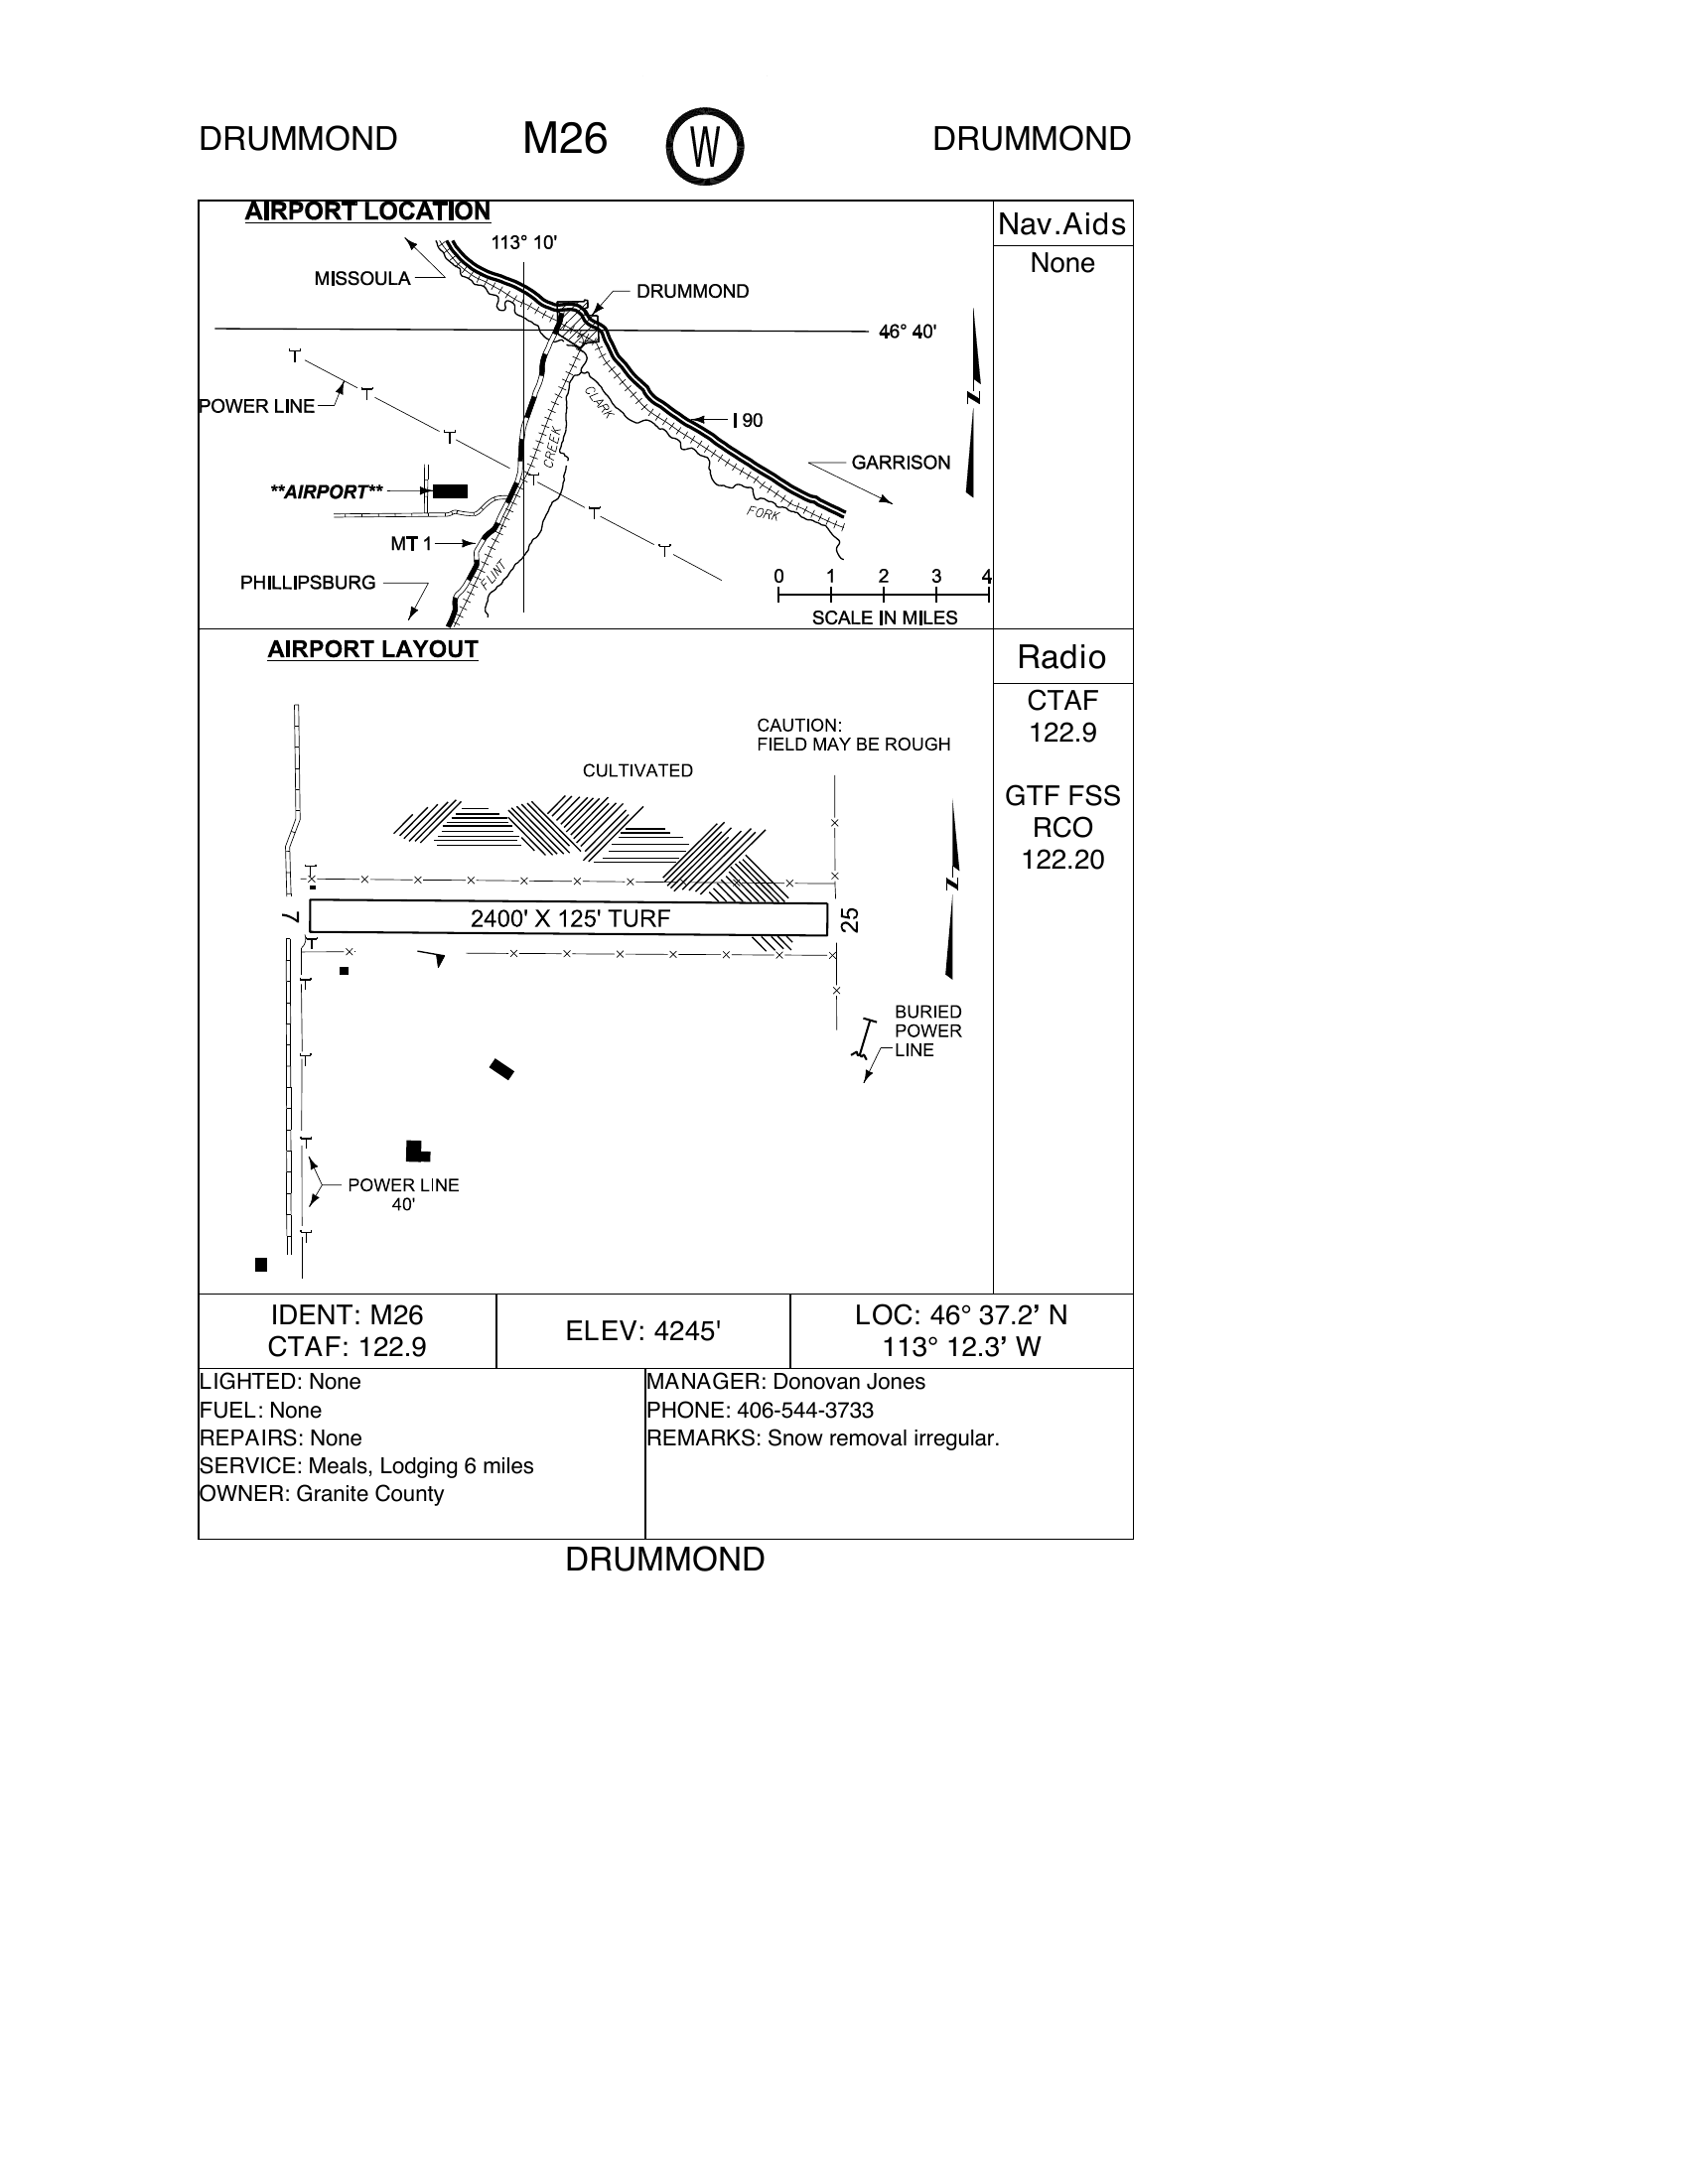 DRUMMOND M26 W DRUMMOND
AIRPORT LOCATION
113° 10'
MISSOULA
DRUMMOND
46° 40'
POWER LINE
CLARK
I 90
CREEK
GARRISON
**AIRPORT**
FORK
MT 1
FLINT
PHILLIPSBURG
0 1 2 3 4
SCALE IN MILES
N
Nav.Aids
None
AIRPORT LAYOUT
CAUTION:
FIELD MAY BE ROUGH
CULTIVATED
N
7
2400' X 125' TURF
25
BURIED
POWER
LINE
POWER LINE
40'
Radio
CTAF
122.9
GTF FSS
RCO
122.20
IDENT: M26
CTAF: 122.9
ELEV: 4245'
LOC: 46° 37.2’ N
113° 12.3’ W
LIGHTED: None
FUEL: None
REPAIRS: None
SERVICE: Meals, Lodging 6 miles
OWNER: Granite County
MANAGER: Donovan Jones
PHONE: 406-544-3733
REMARKS: Snow removal irregular.
DRUMMOND